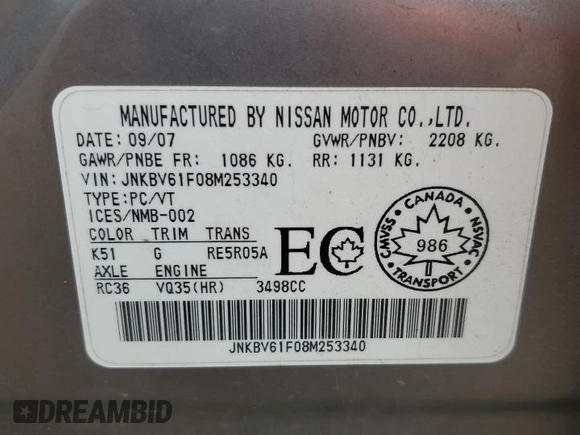 MANUFACTURED BY NISSAN MOTOR CO.,LTD.
DATE: 09/07 GVWR/PNBV: 2208 KG.
GAWR/PNBE FR: 1086 KG. RR: 1131 KG.
VIN: JNKBV61F08M253340
TYPE: PC/VT
ICES/NMB-002
COLOR TRIM TRANS
K51 G RE5R05A
AXLE ENGINE
RC36 VQ35(HR) 3498CC
EC
CANADA
CMVSS 986 NSVAC
TRANSPORT
JNKBV61F08M253340
DREAMBID